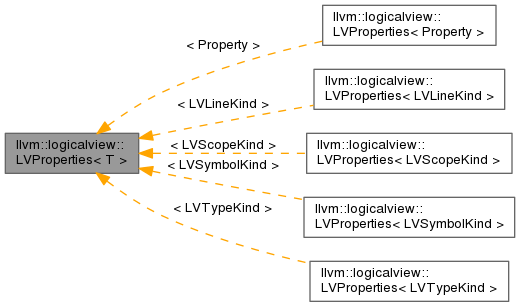 llvm::logicalview::
LVProperties< T >
< Property >
< LVLineKind >
< LVScopeKind >
< LVSymbolKind >
< LVTypeKind >
llvm::logicalview::
LVProperties< Property >
llvm::logicalview::
LVProperties< LVLineKind >
llvm::logicalview::
LVProperties< LVScopeKind >
llvm::logicalview::
LVProperties< LVSymbolKind >
llvm::logicalview::
LVProperties< LVTypeKind >